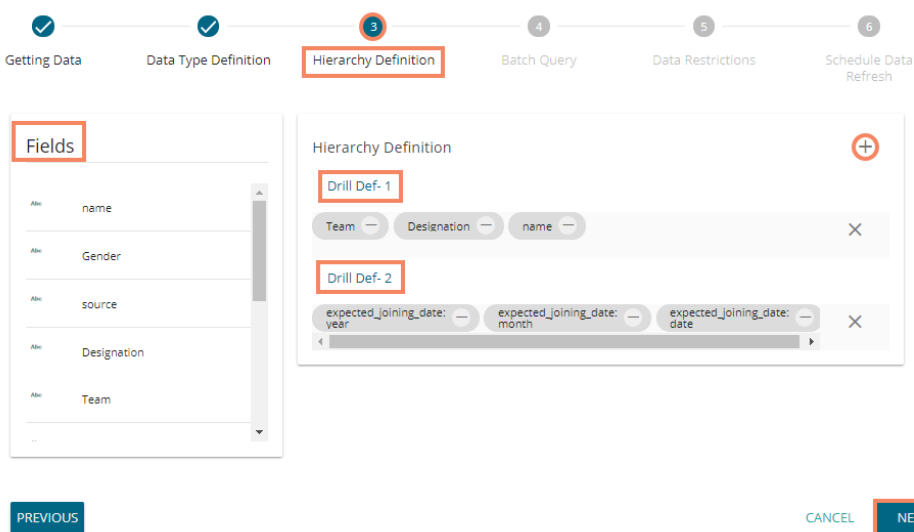 3
4
5
6
Getting Data
Data Type Definition
Hierarchy Definition
Batch Query
Data Restrictions
Schedule Data
Refresh
Fields
Abc name
Abc Gender
Abc source
Abc Designation
Abc Team
Hierarchy Definition
Drill Def- 1
Team
Designation
name
Drill Def- 2
expected_joining_date:
year
expected_joining_date:
month
expected_joining_date:
date
PREVIOUS
CANCEL
NE